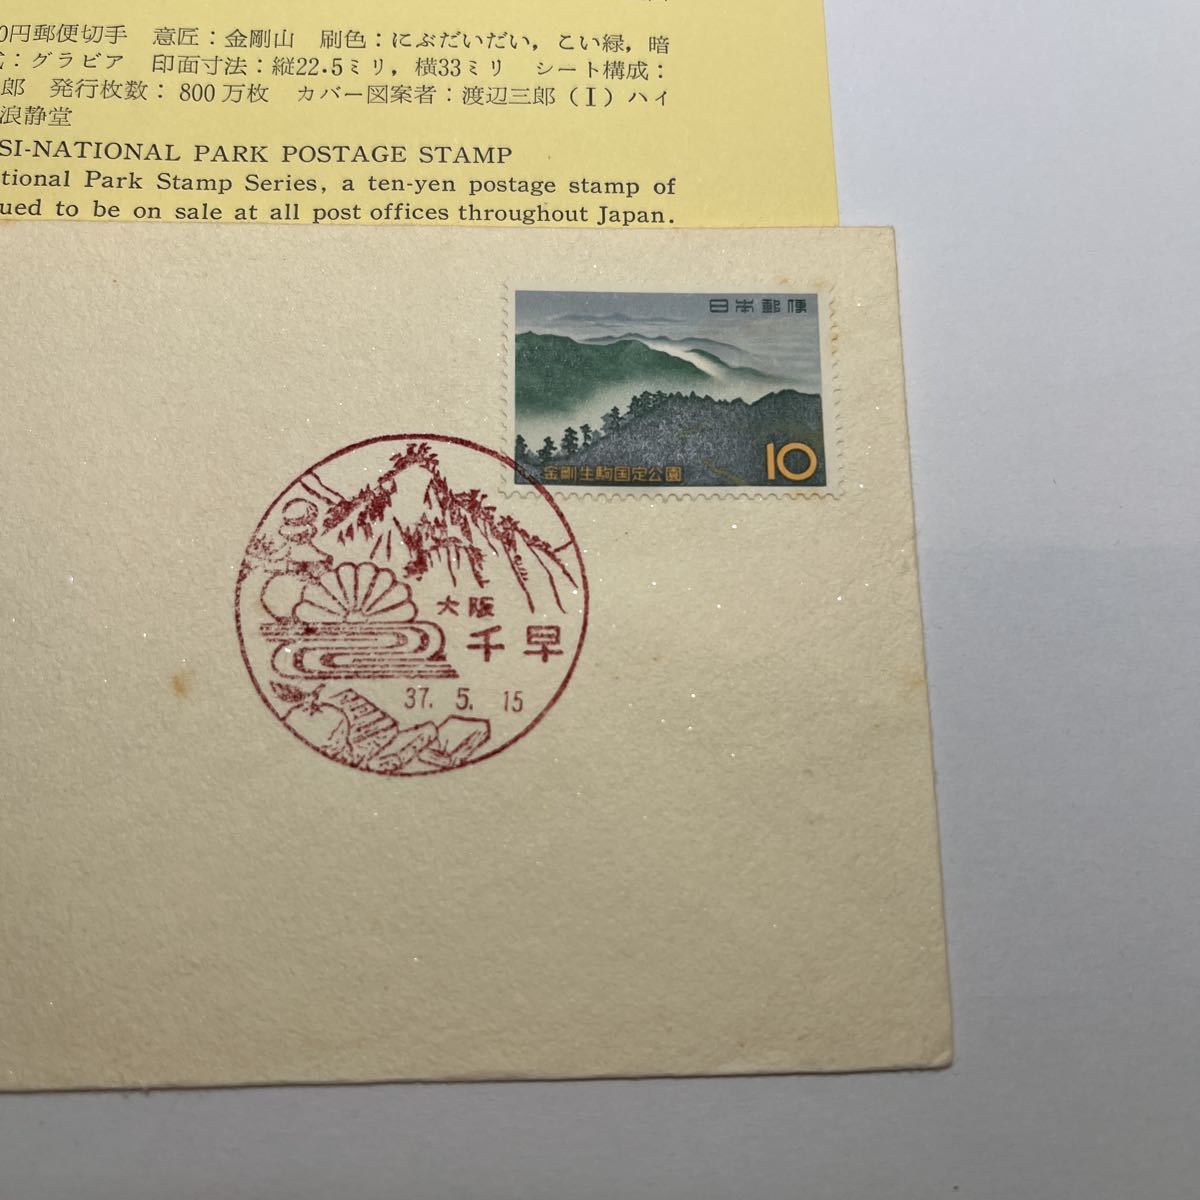 0円郵便切手 意匠：金剛山 刷色：にぶだいだい，こい緑，暗
：グラビア 印面寸法：縦22.5ミリ，横33ミリ シート構成：
郎 発行枚数：800万枚 カバー図案者：渡辺三郎（I）ハイ
浪静堂
SI-NATIONAL PARK POSTAGE STAMP
tional Park Stamp Series, a ten-yen postage stamp of
ued to be on sale at all post offices throughout Japan.
日本郵便
10
金剛生駒国定公園
大阪
千早
37. 5. 15